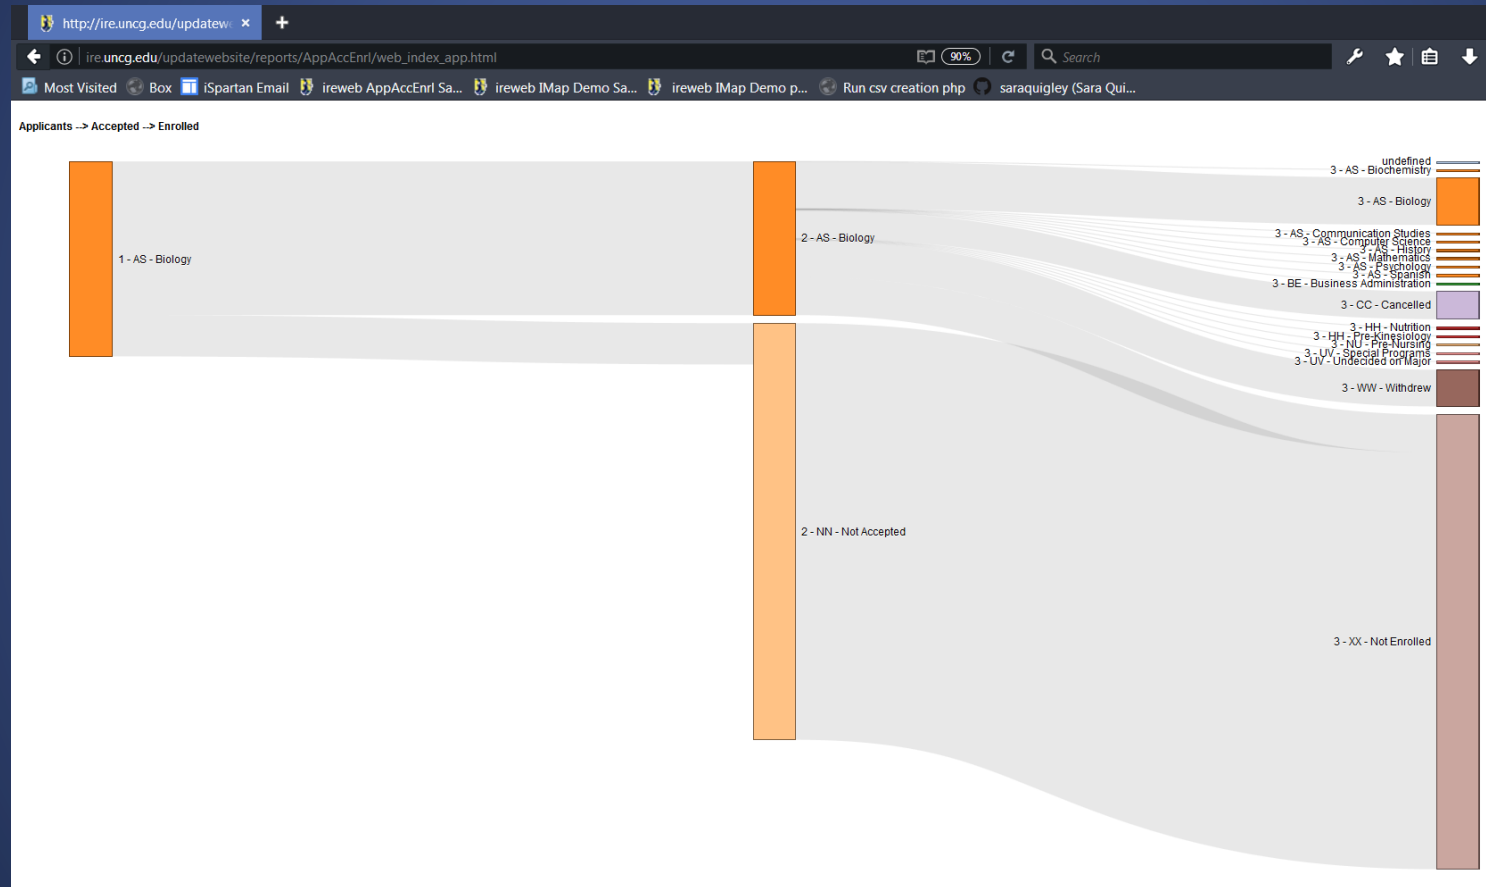 http://ire.uncg.edu/updatewe
ire.uncg.edu/updatewebsite/reports/AppAccEnrl/web_index_app.html
90%
Search
Most Visited
Box
iSpartan Email
ireweb AppAccEnrl Sa...
ireweb IMap Demo Sa...
ireweb IMap Demo p...
Run csv creation php
saraquigley (Sara Qui...
Applicants --> Accepted --> Enrolled
1 - AS - Biology
2 - AS - Biology
2 - NN - Not Accepted
undefined
3 - AS - Biochemistry
3 - AS - Biology
3 - AS - Communication Studies
3 - AS - Computer Science
3 - AS - History
3 - AS - Mathematics
3 - AS - Psychology
3 - AS - Spanish
3 - BE - Business Administration
3 - CC - Cancelled
3 - HH - Nutrition
3 - HH - Pre-Kinesiology
3 - NU - Pre-Nursing
3 - UV - Special Programs
3 - UV - Undecided on Major
3 - WW - Withdrew
3 - XX - Not Enrolled